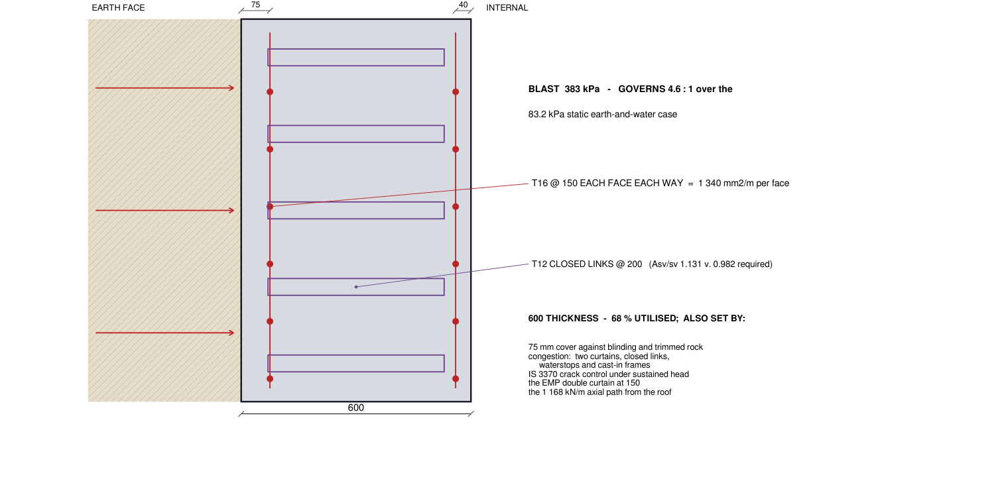 EARTH FACE
75
40
INTERNAL
BLAST 383 kPa - GOVERNS 4.6 : 1 over the
83.2 kPa static earth-and-water case
T16 @ 150 EACH FACE EACH WAY = 1 340 mm2/m per face
T12 CLOSED LINKS @ 200 (Asv/sv 1.131 v. 0.982 required)
600 THICKNESS - 68 % UTILISED; ALSO SET BY:
75 mm cover against blinding and trimmed rock
congestion: two curtains, closed links,
waterstops and cast-in frames
IS 3370 crack control under sustained head
the EMP double curtain at 150
the 1 168 kN/m axial path from the roof
600